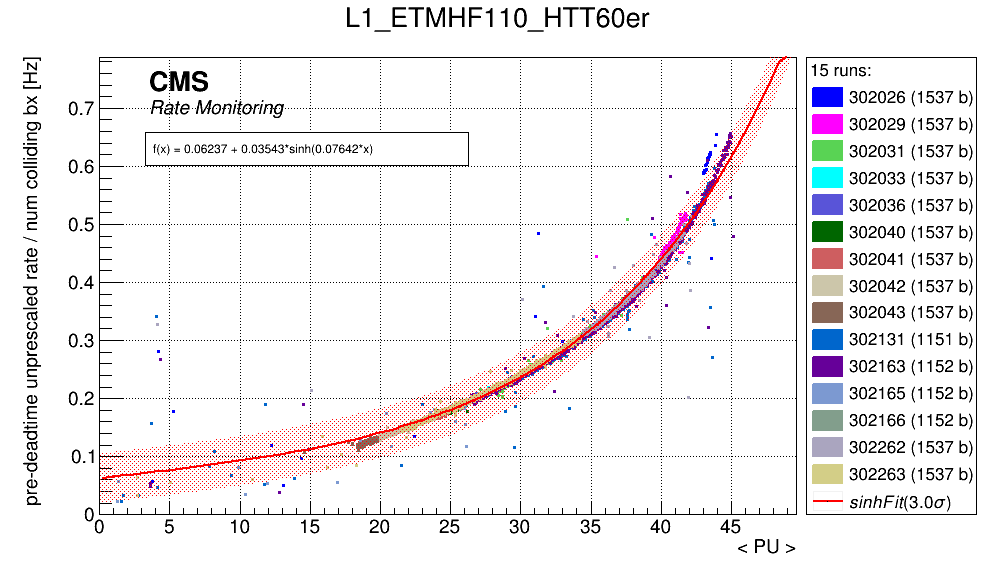 L1_ETMHF110_HTT60er
pre-deadtime unprescaled rate / num colliding bx [Hz]
CMS
Rate Monitoring
f(x) = 0.06237 + 0.03543*sinh(0.07642*x)
0.7
0.6
0.5
0.4
0.3
0.2
0.1
0
0 5 10 15 20 25 30 35 40 45
< PU >
15 runs:
302026 (1537 b)
302029 (1537 b)
302031 (1537 b)
302033 (1537 b)
302036 (1537 b)
302040 (1537 b)
302041 (1537 b)
302042 (1537 b)
302043 (1537 b)
302131 (1151 b)
302163 (1152 b)
302165 (1152 b)
302166 (1152 b)
302262 (1537 b)
302263 (1537 b)
sinhFit(3.0σ)